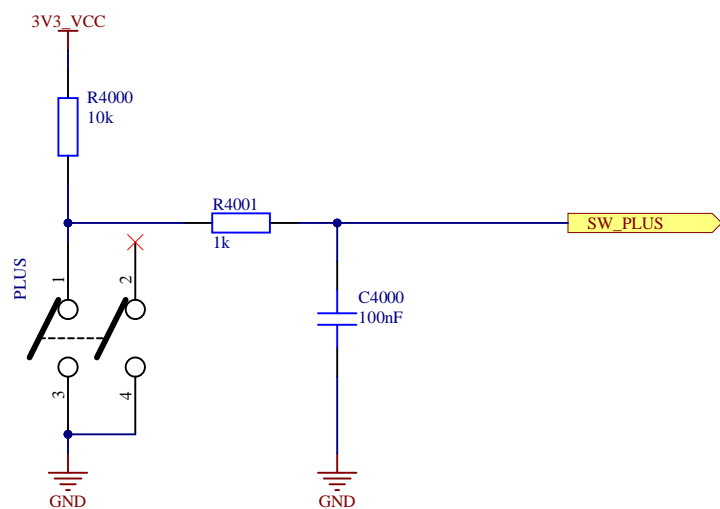 3V3_VCC
R4000
10k
R4001
1k
SW_PLUS
PLUS
1
2
3
4
C4000
100nF
GND
GND